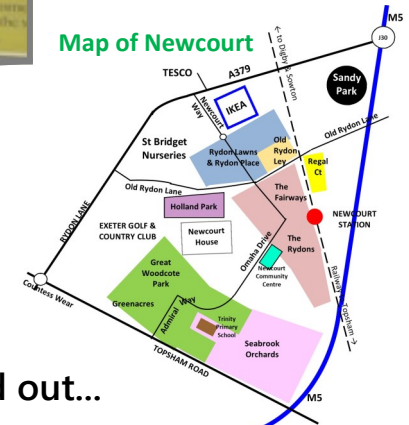 Map of Newcourt
M5
J30
← to Digby & Sowton
TESCO
A379
Sandy
Park
Newcourt
Way
IKEA
St Bridget
Nurseries
Rydon Lawns
& Rydon Place
Old
Rydon
Ley
Old Rydon Lane
Regal
Ct
Old Rydon Lane
The
Fairways
Holland Park
RYDON LANE
EXETER GOLF &
COUNTRY CLUB
Newcourt
House
NEWCOURT
STATION
Omaha Drive
The
Rydons
Great
Woodcote
Park
Newcourt
Community
Centre
Railway to Topsham →
Countess Wear
Greenacres
Admiral Way
Trinity
Primary
School
Seabrook
Orchards
TOPSHAM ROAD
d out...
M5